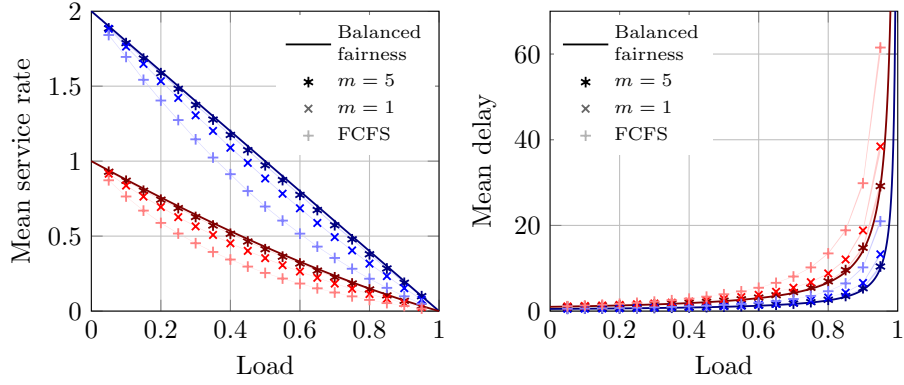 Mean service rate
2
1.5
1
0.5
0
0
0.2
0.4
0.6
0.8
1
Load
Balanced
fairness
m = 5
m = 1
FCFS
Mean delay
60
40
20
0
0
0.2
0.4
0.6
0.8
1
Load
Balanced
fairness
m = 5
m = 1
FCFS